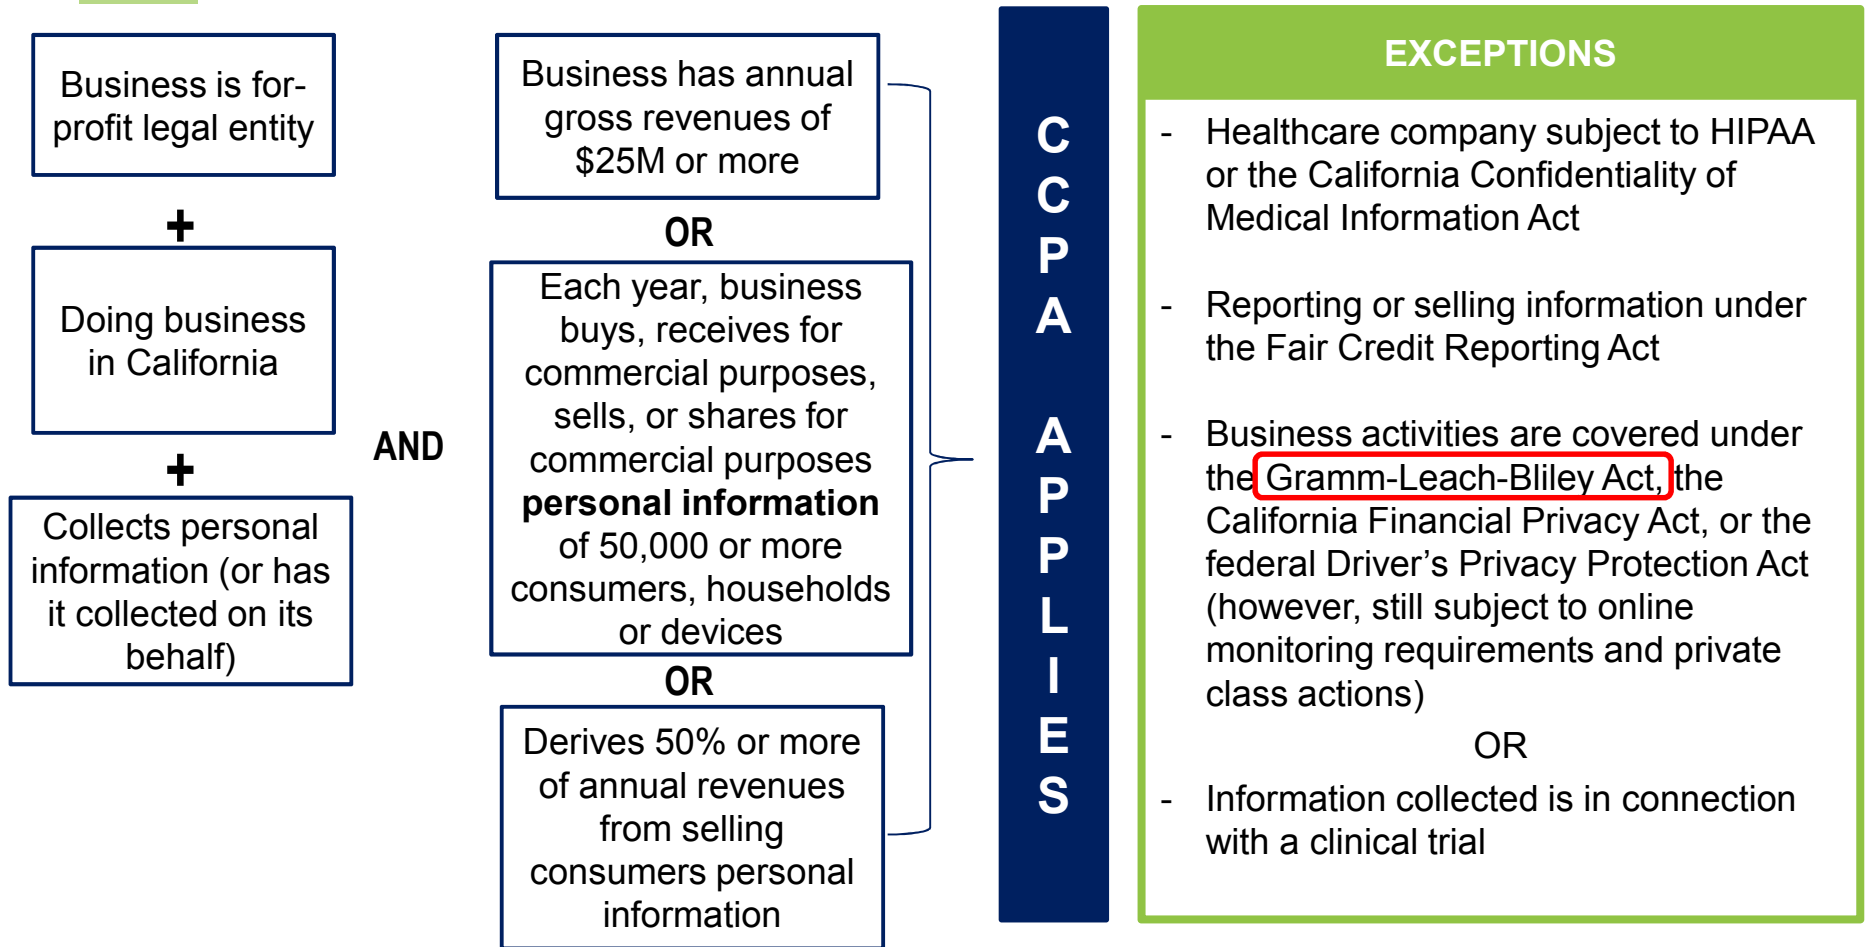 Business is for-
profit legal entity
+
Doing business
in California
+
Collects personal
information (or has
it collected on its
behalf)
AND
Business has annual
gross revenues of
$25M or more
OR
Each year, business
buys, receives for
commercial purposes,
sells, or shares for
commercial purposes
personal information
of 50,000 or more
consumers, households
or devices
OR
Derives 50% or more
of annual revenues
from selling
consumers personal
information
C
C
P
A
A
P
P
L
I
E
S
EXCEPTIONS
- Healthcare company subject to HIPAA
or the California Confidentiality of
Medical Information Act
- Reporting or selling information under
the Fair Credit Reporting Act
- Business activities are covered under
the Gramm-Leach-Bliley Act, the
California Financial Privacy Act, or the
federal Driver’s Privacy Protection Act
(however, still subject to online
monitoring requirements and private
class actions)
OR
- Information collected is in connection
with a clinical trial